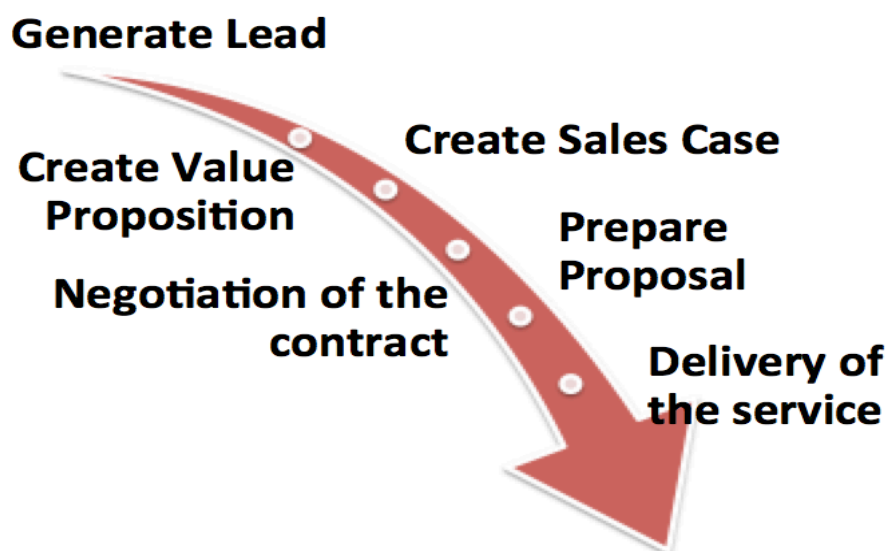 Generate Lead
Create Sales Case
Create Value
Proposition
Prepare
Proposal
Negotiation of the
contract
Delivery of
the service